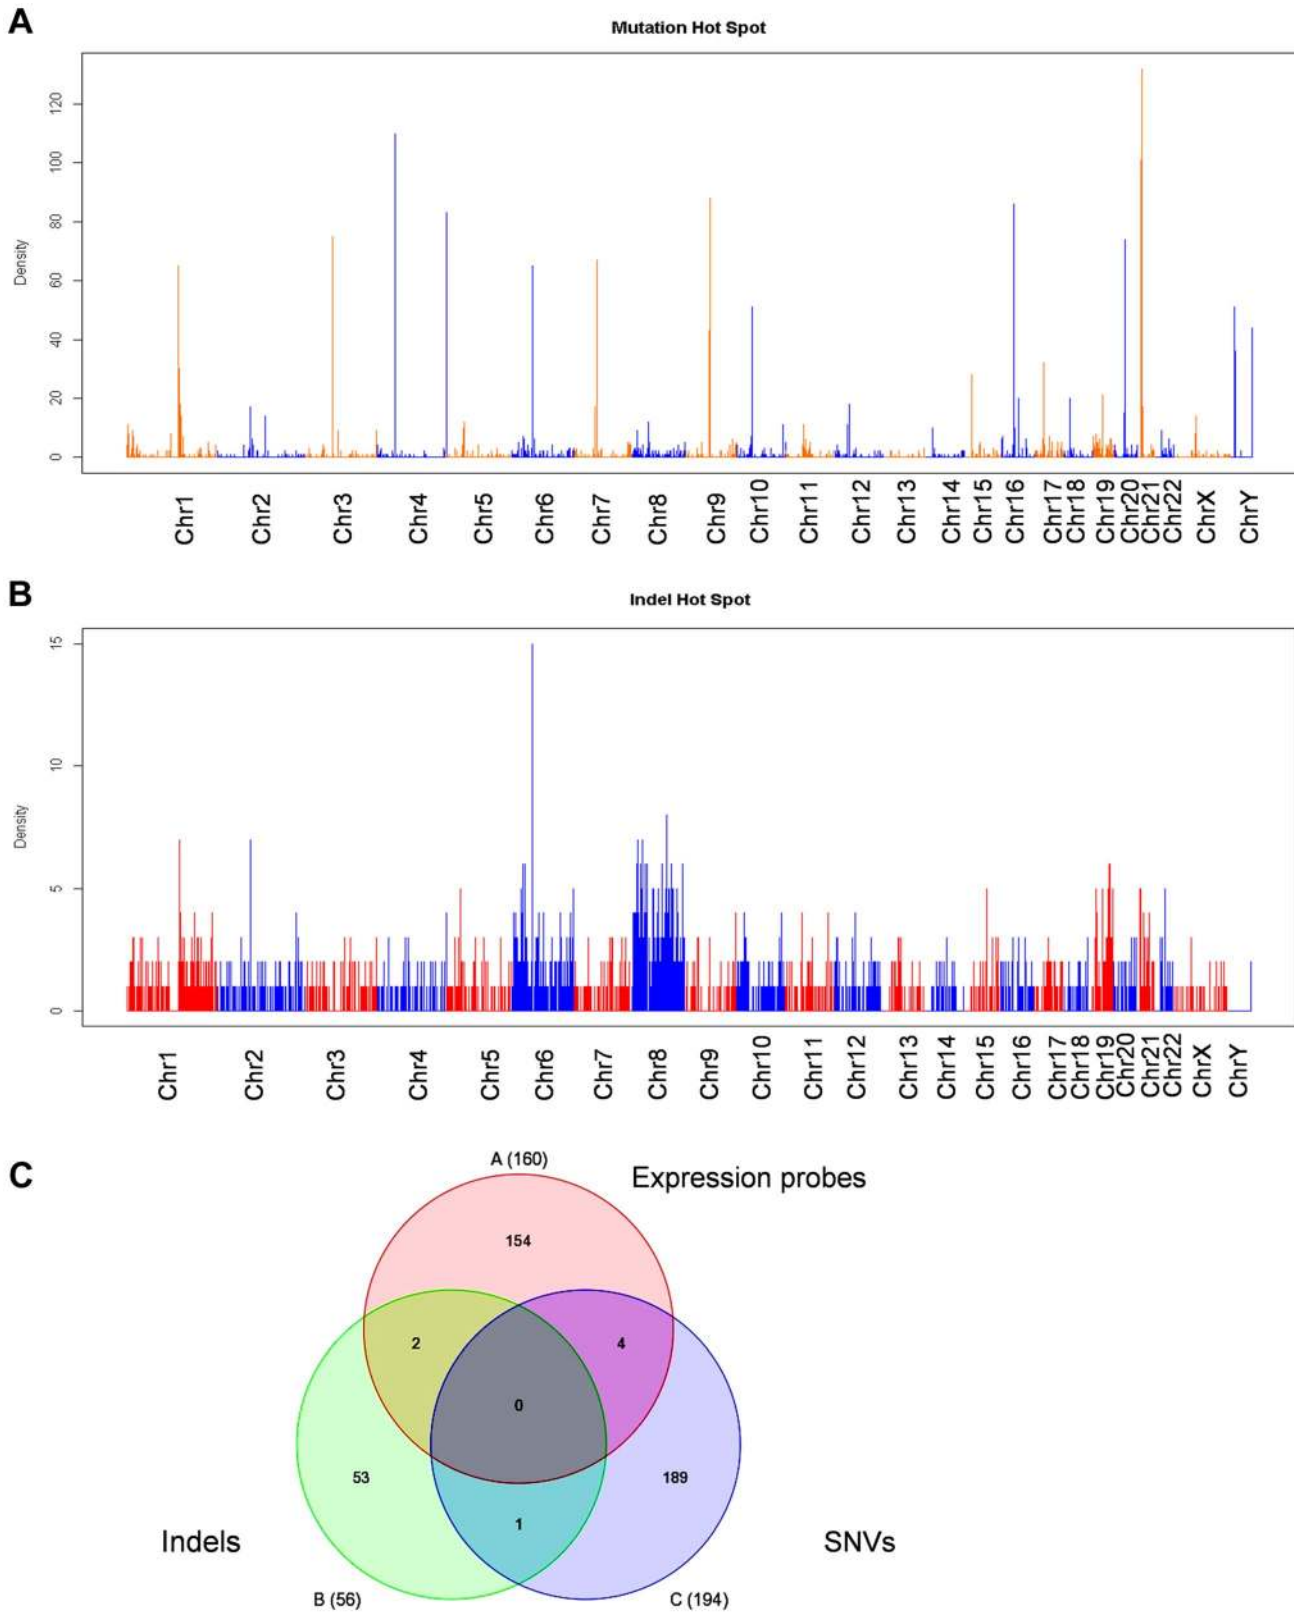 A
Mutation Hot Spot
Density
120
100
80
60
40
20
0
Chr1 Chr2 Chr3 Chr4 Chr5 Chr6 Chr7 Chr8 Chr9 Chr10 Chr11 Chr12 Chr13 Chr14 Chr15 Chr16 Chr17 Chr18 Chr19 Chr20 Chr21 Chr22 ChrX ChrY
B
Indel Hot Spot
Density
15
10
5
0
Chr1 Chr2 Chr3 Chr4 Chr5 Chr6 Chr7 Chr8 Chr9 Chr10 Chr11 Chr12 Chr13 Chr14 Chr15 Chr16 Chr17 Chr18 Chr19 Chr20 Chr21 Chr22 ChrX ChrY
C
A (160)
Expression probes
154
2 4
0
53 189
1
Indels SNVs
B (56) C (194)